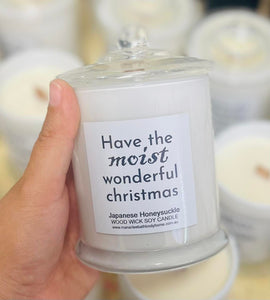 Have the
moist
wonderful
christmas
Japanese Honeysuckle
WOOD WICK SOY CANDLE